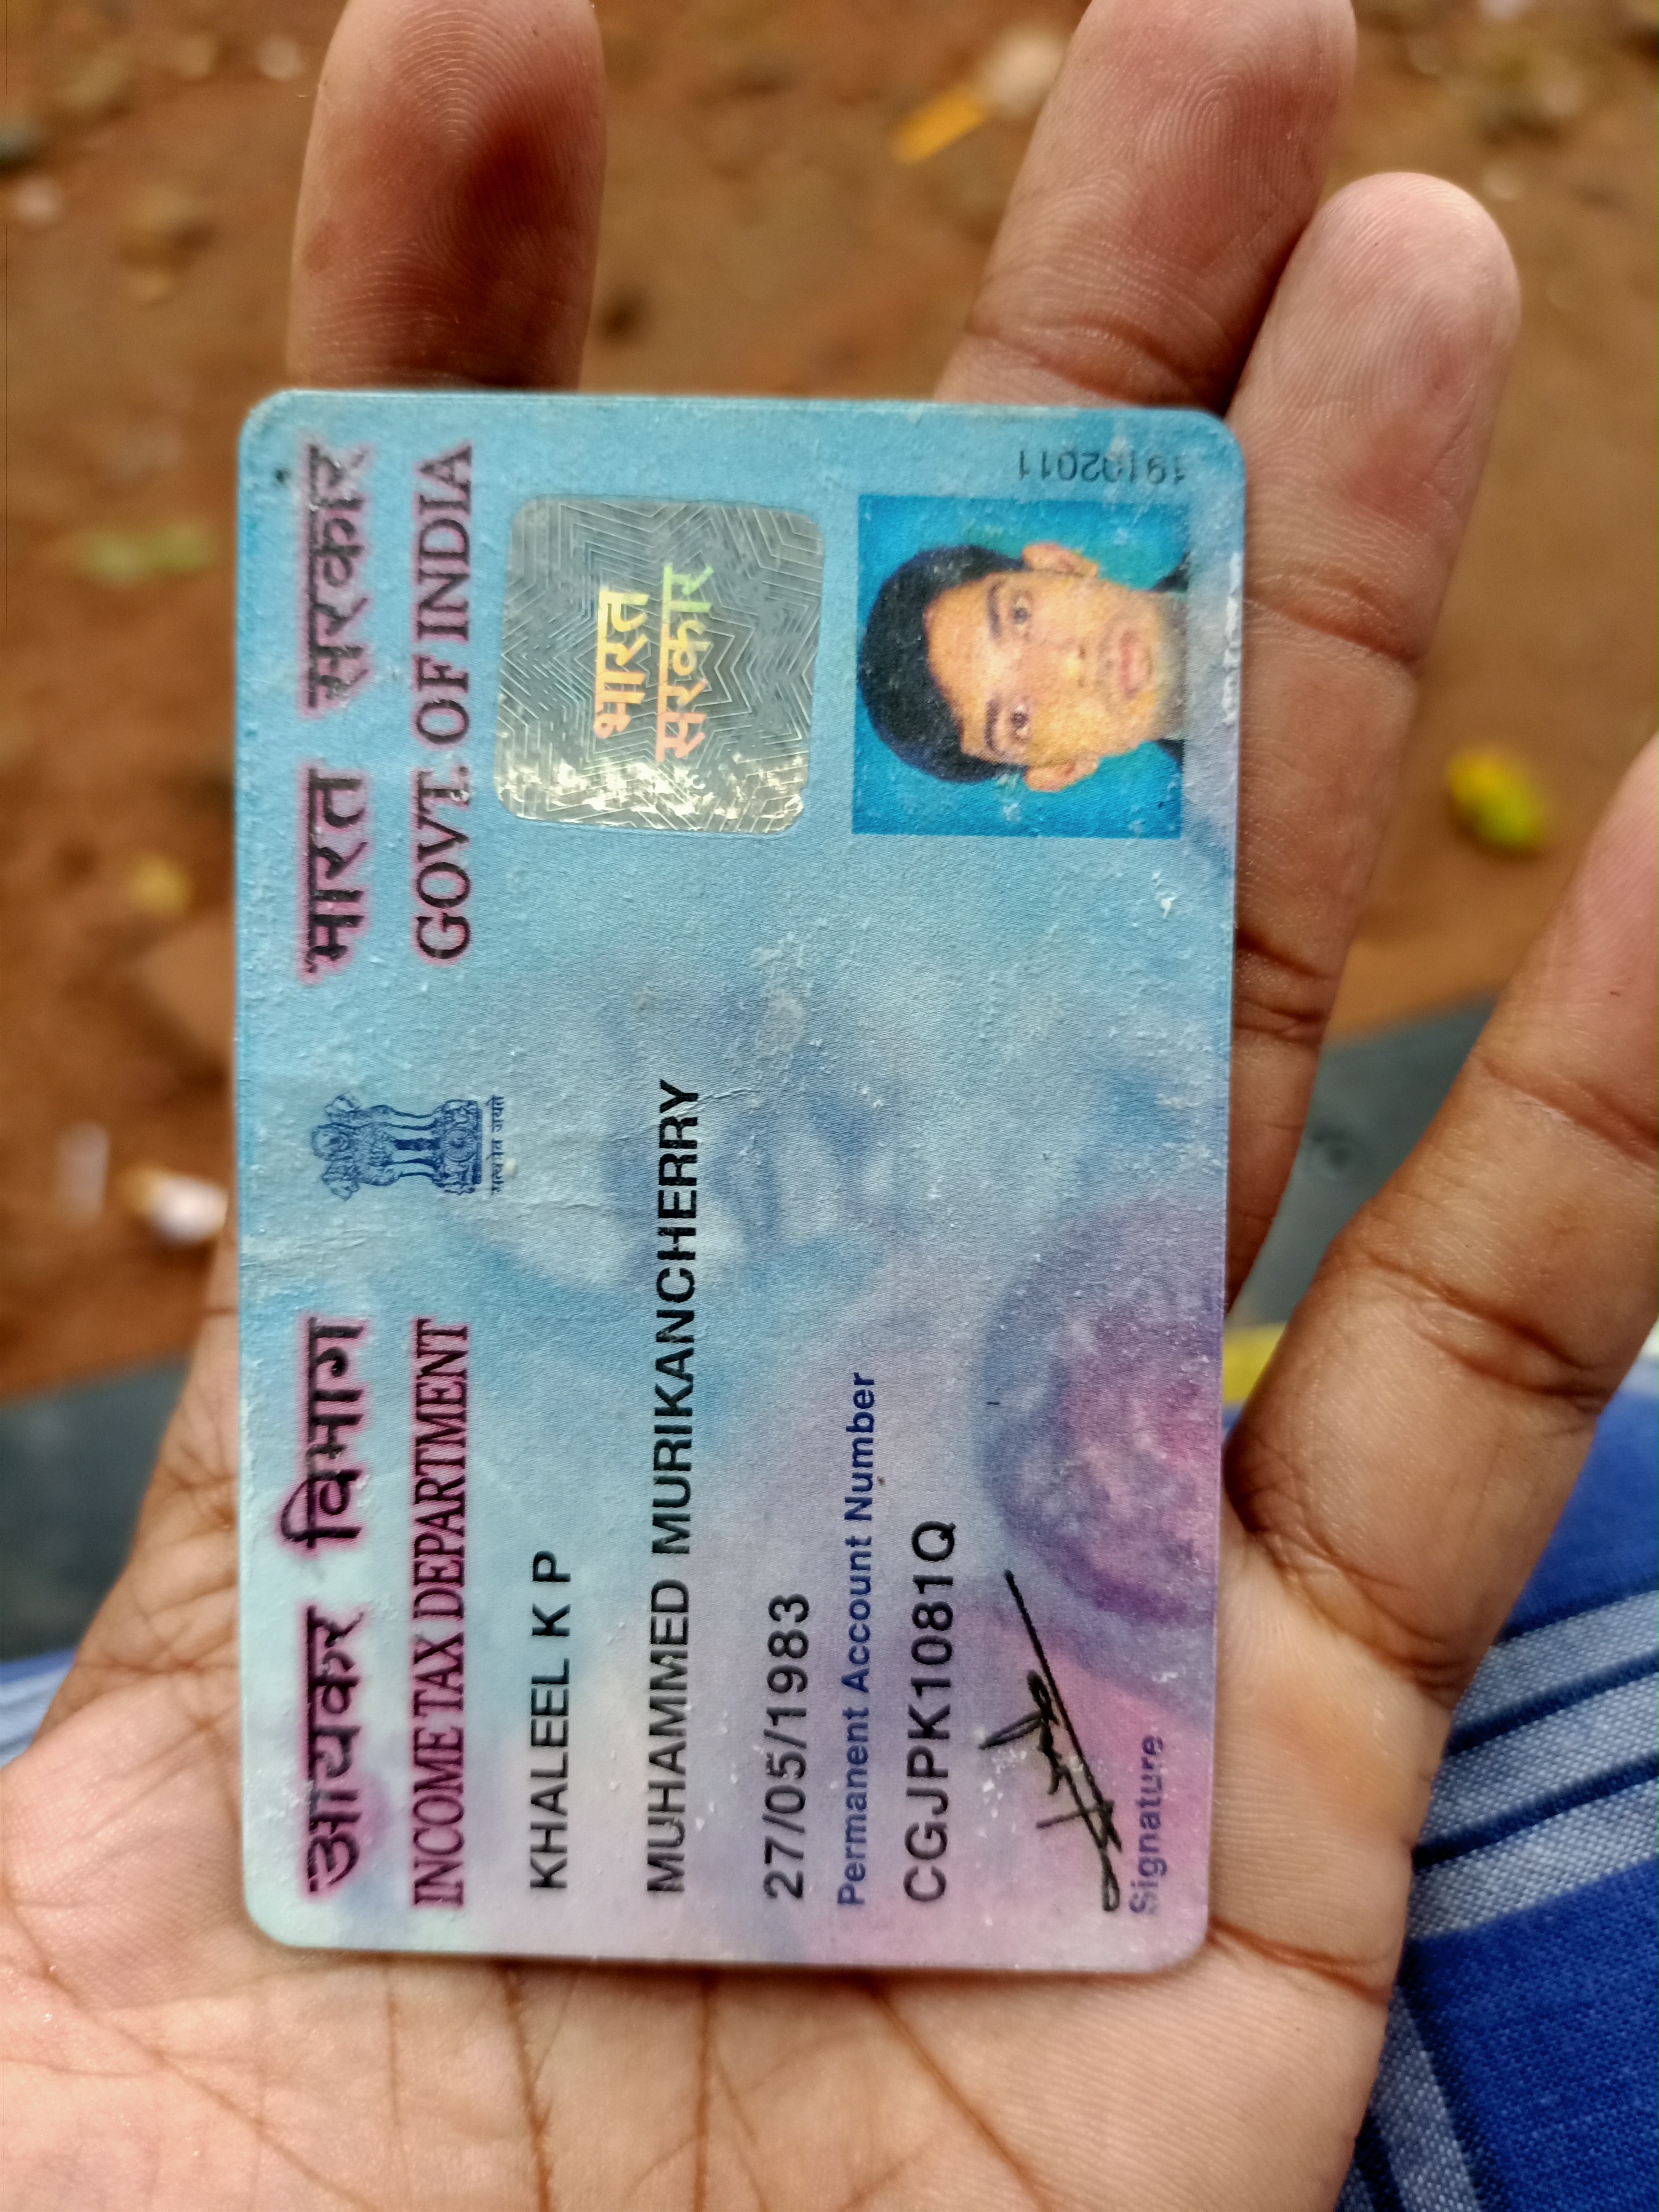 आयकर विभाग
INCOME TAX DEPARTMENT
सत्यमेव जयते
भारत सरकार
GOVT. OF INDIA
KHALEEL K P
MUHAMMED MURIKANCHERRY
27/05/1983
Permanent Account Number
CGJPK1081Q
Signature
भारत
सरकार
19102011